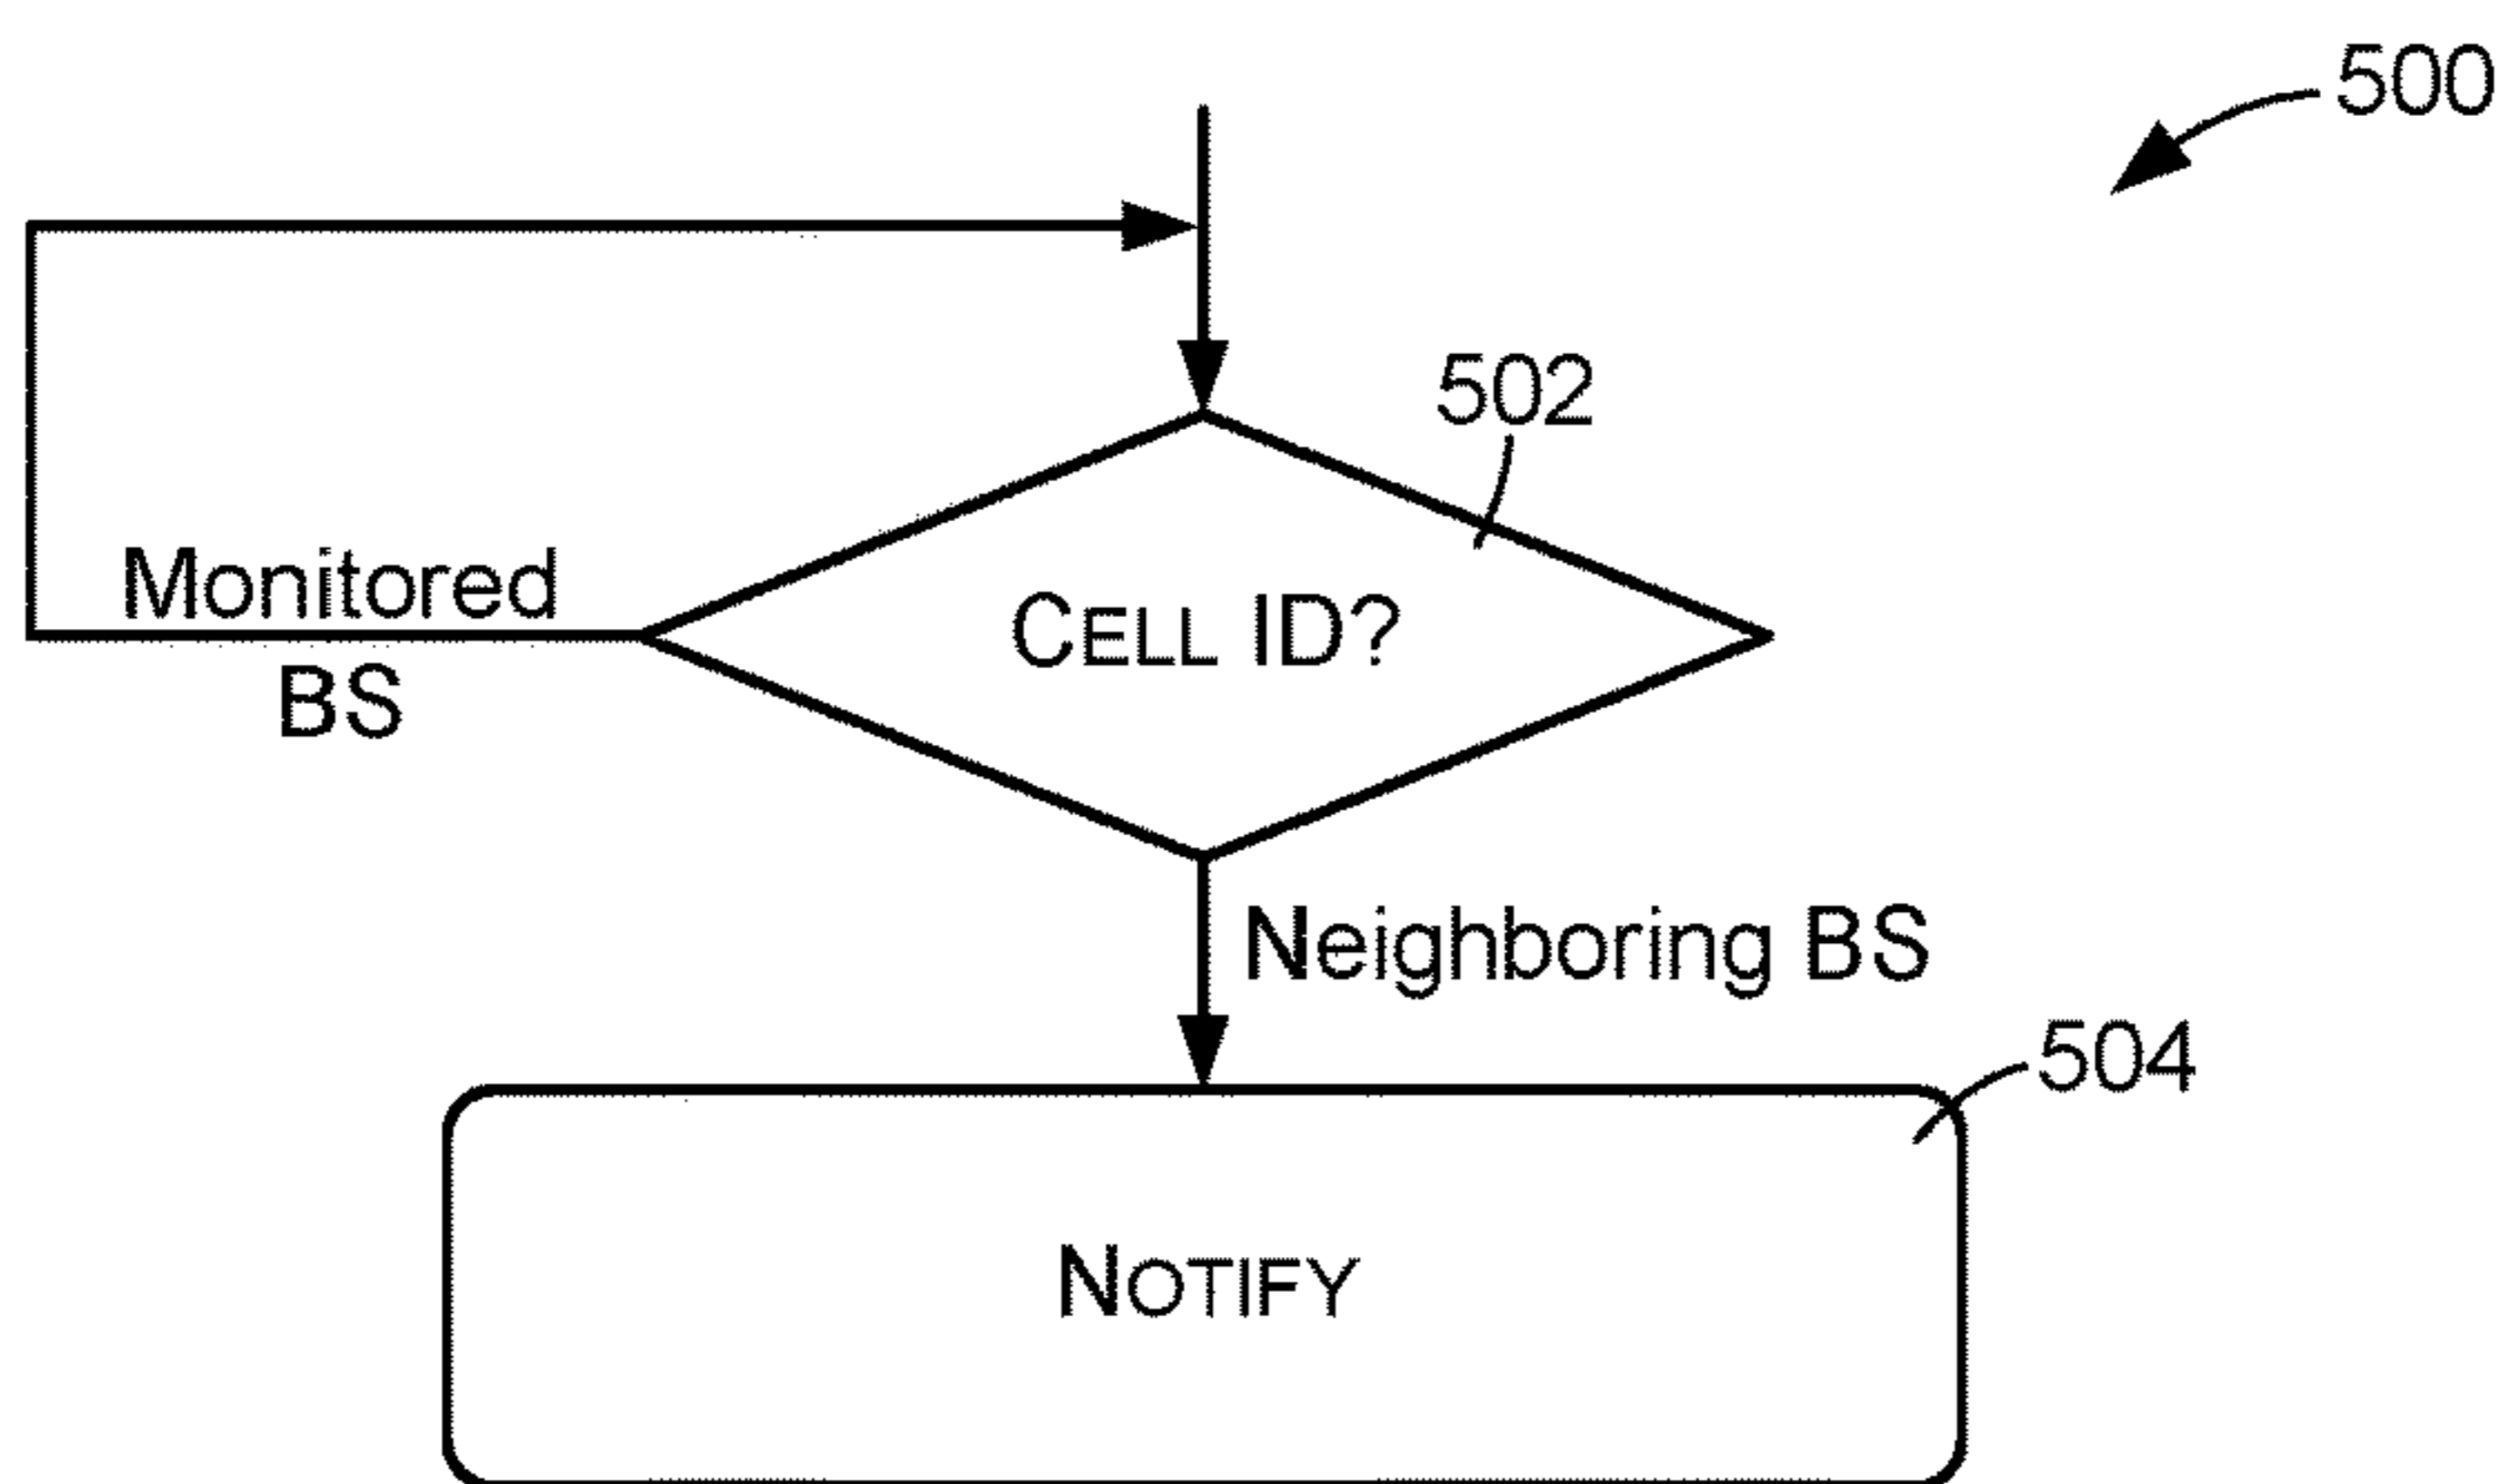 500
502
Monitored
BS
CELL ID?
Neighboring BS
504
NOTIFY